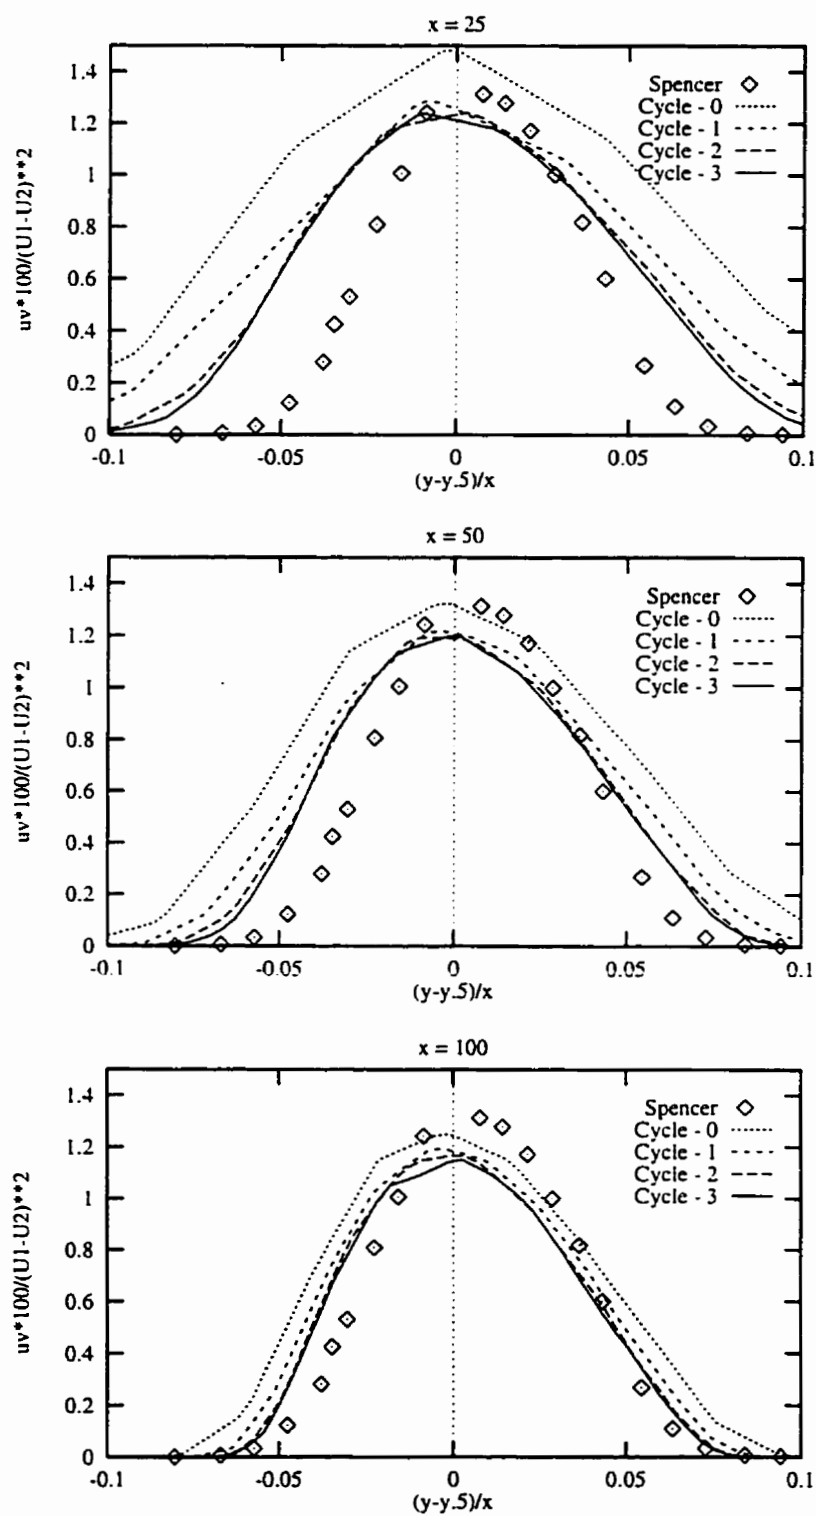 x = 25
uv*100/(U1-U2)**2
1.4
1.2
1
0.8
0.6
0.4
0.2
0
Spencer
Cycle - 0
Cycle - 1
Cycle - 2
Cycle - 3
-0.1
-0.05
0
0.05
0.1
(y-y.5)/x
x = 50
uv*100/(U1-U2)**2
1.4
1.2
1
0.8
0.6
0.4
0.2
0
Spencer
Cycle - 0
Cycle - 1
Cycle - 2
Cycle - 3
-0.1
-0.05
0
0.05
0.1
(y-y.5)/x
x = 100
uv*100/(U1-U2)**2
1.4
1.2
1
0.8
0.6
0.4
0.2
0
Spencer
Cycle - 0
Cycle - 1
Cycle - 2
Cycle - 3
-0.1
-0.05
0
0.05
0.1
(y-y.5)/x